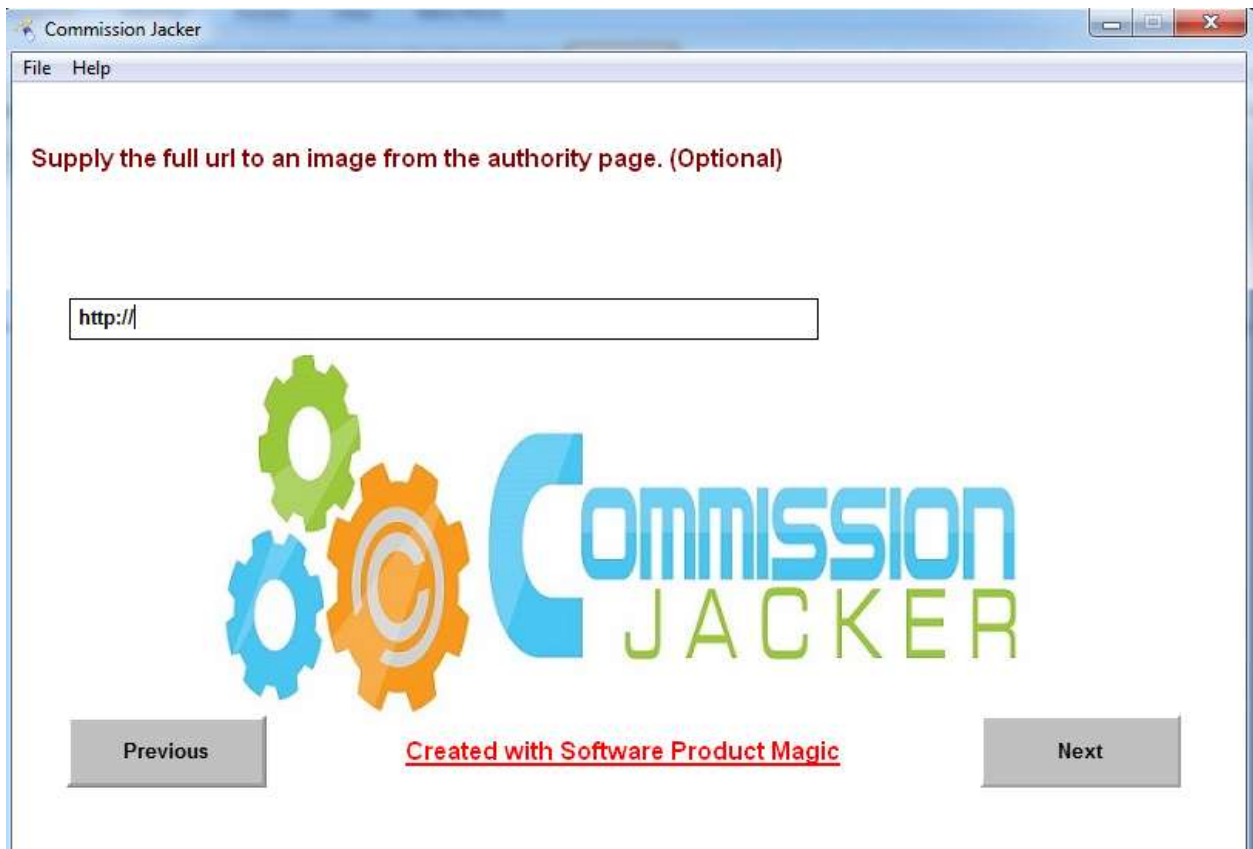 Commission Jacker
File Help
Supply the full url to an image from the authority page. (Optional)
http://
COMMISSION
JACKER
Previous
Created with Software Product Magic
Next